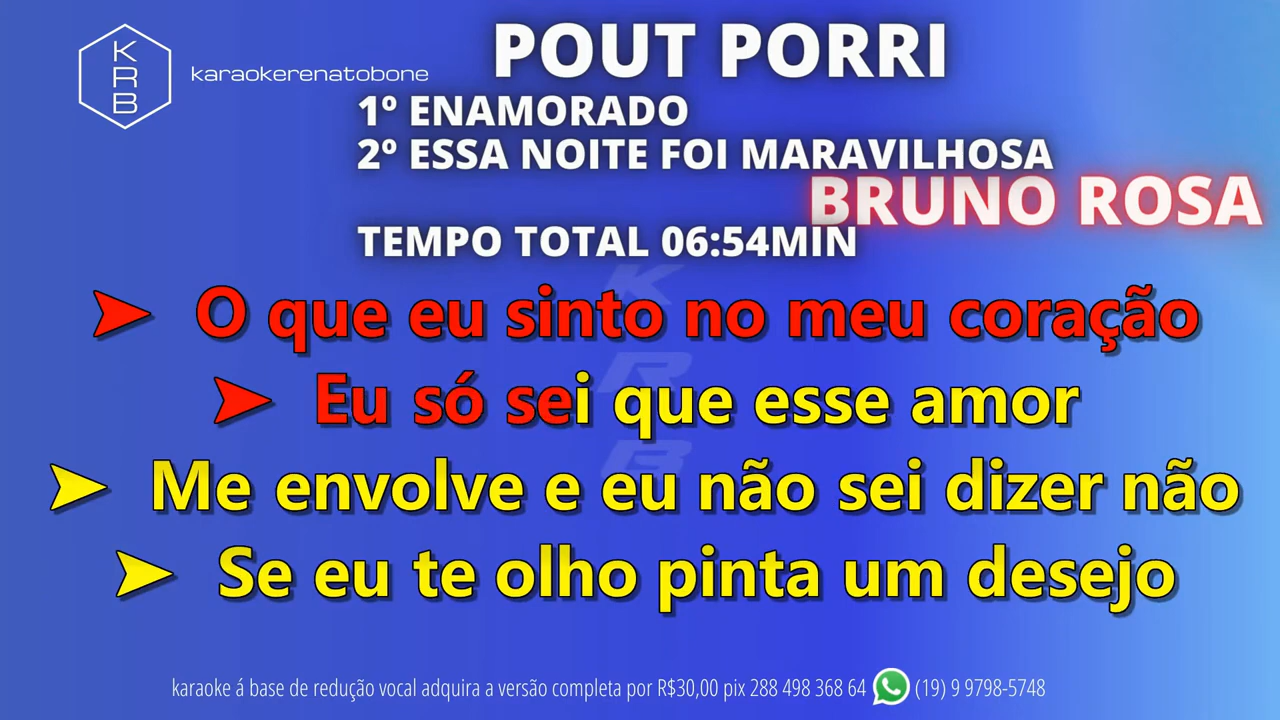 K
R
B
karaokerenatobone
POUT PORRI
1º ENAMORADO
2º ESSA NOITE FOI MARAVILHOSA
BRUNO ROSA
TEMPO TOTAL 06:54MIN
K
R
B
➤ O que eu sinto no meu coração
➤ Eu só sei que esse amor
➤ Me envolve e eu não sei dizer não
➤ Se eu te olho pinta um desejo
karaoke á base de redução vocal adquira a versão completa por R$30,00 pix 288 498 368 64 (19) 9 9798-5748